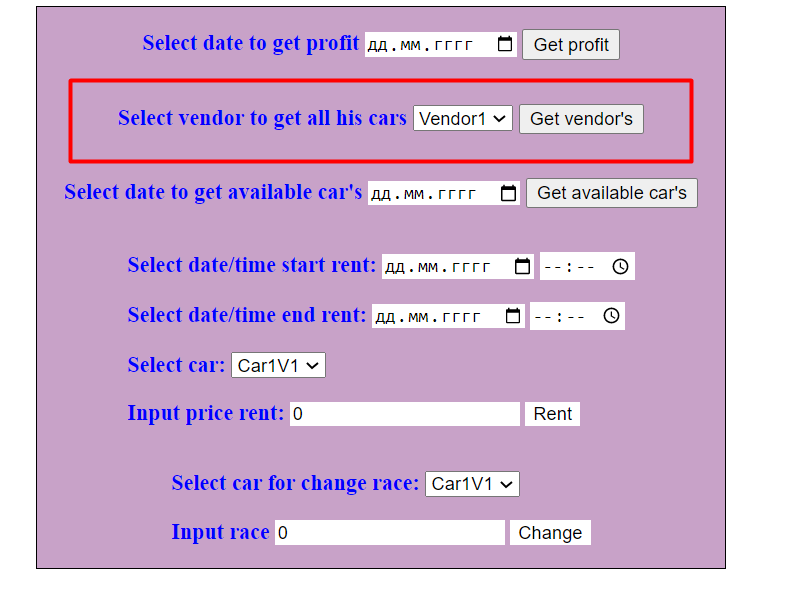 Select date to get profit дд.мм.гггг Get profit
Select vendor to get all his cars Vendor1 Get vendor's
Select date to get available car's дд.мм.гггг Get available car's
Select date/time start rent: дд.мм.гггг --:--
Select date/time end rent: дд.мм.гггг --:--
Select car: Car1V1
Input price rent: 0 Rent
Select car for change race: Car1V1
Input race 0 Change